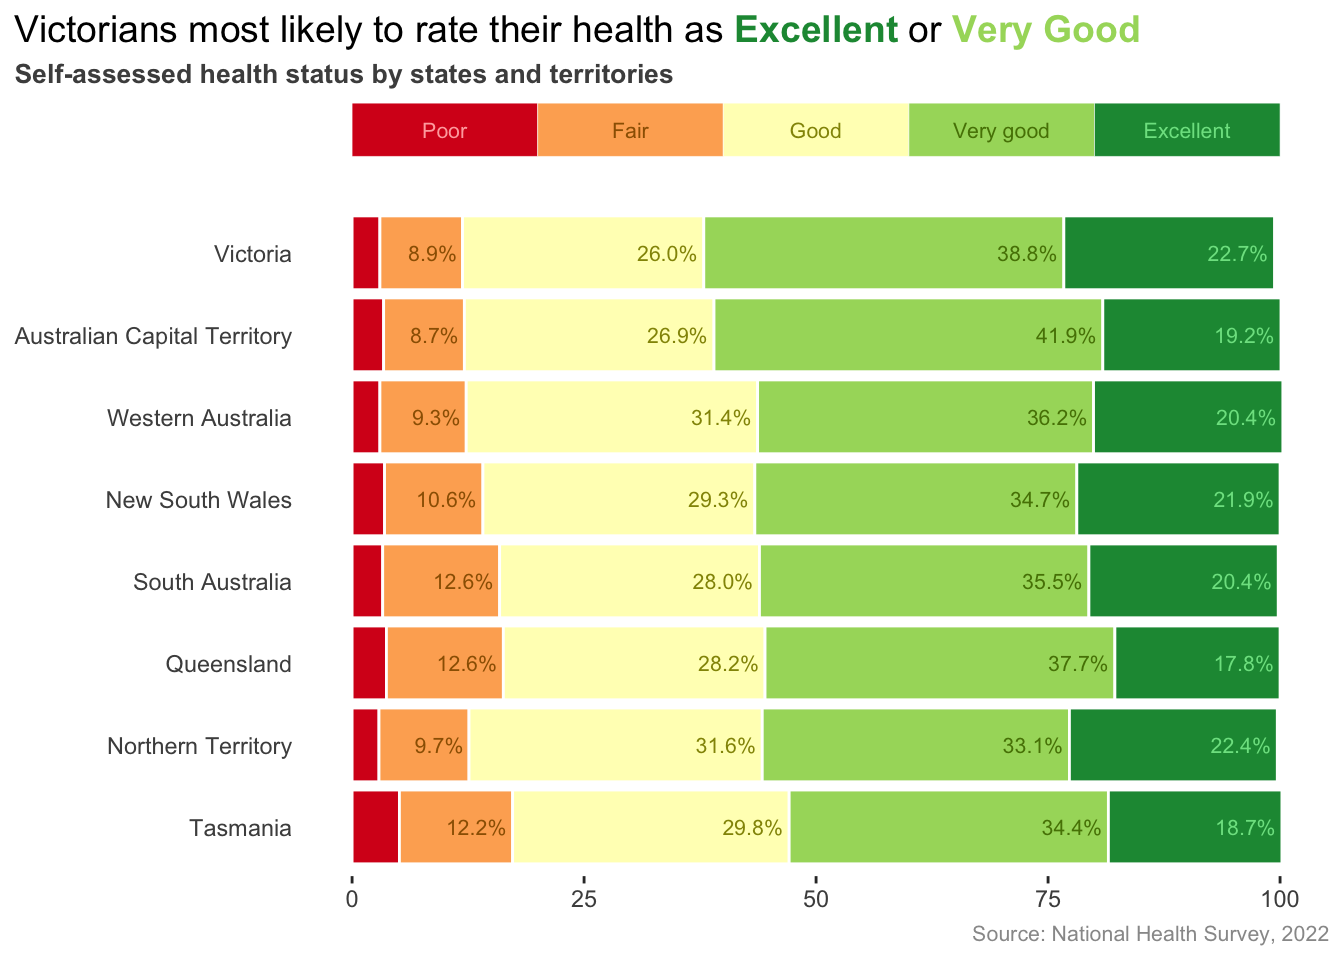 Victorians most likely to rate their health as Excellent or Very Good
Self-assessed health status by states and territories
Poor Fair Good Very good Excellent
Victoria 8.9% 26.0% 38.8% 22.7%
Australian Capital Territory 8.7% 26.9% 41.9% 19.2%
Western Australia 9.3% 31.4% 36.2% 20.4%
New South Wales 10.6% 29.3% 34.7% 21.9%
South Australia 12.6% 28.0% 35.5% 20.4%
Queensland 12.6% 28.2% 37.7% 17.8%
Northern Territory 9.7% 31.6% 33.1% 22.4%
Tasmania 12.2% 29.8% 34.4% 18.7%
0 25 50 75 100
Source: National Health Survey, 2022